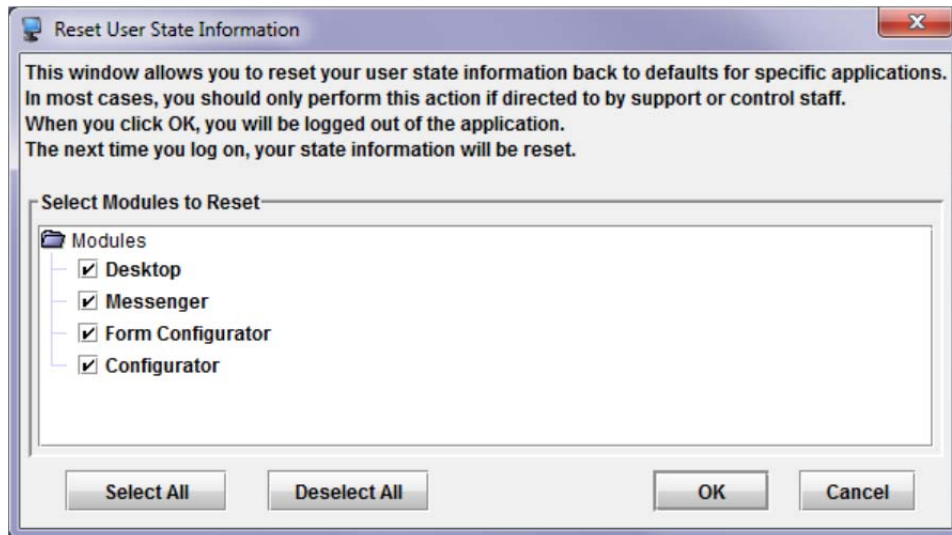 Reset User State Information
This window allows you to reset your user state information back to defaults for specific applications.
In most cases, you should only perform this action if directed to by support or control staff.
When you click OK, you will be logged out of the application.
The next time you log on, your state information will be reset.
Select Modules to Reset
Modules
Desktop
Messenger
Form Configurator
Configurator
Select All Deselect All OK Cancel